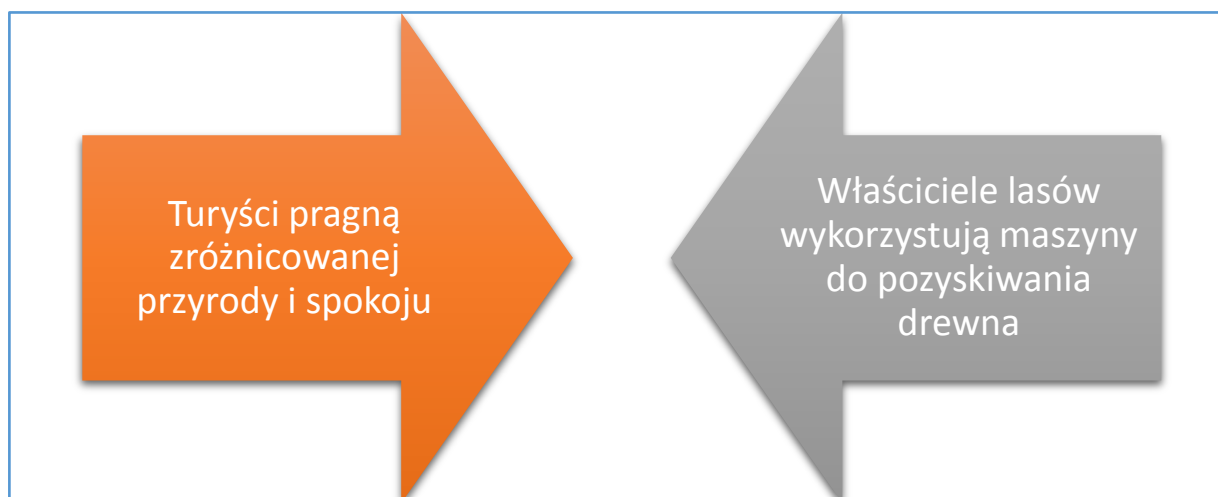 Turyści pragną
zróżnicowanej
przyrody i spokoju
Właściciele lasów
wykorzystują maszyny
do pozyskiwania
drewna